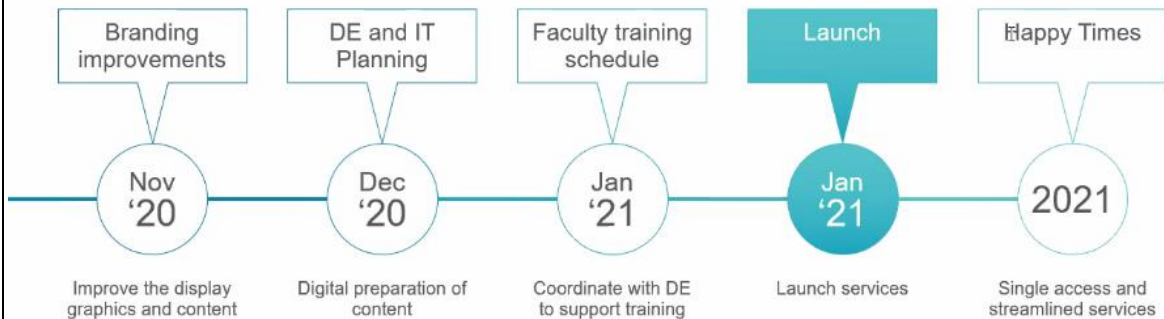 Branding
improvements
DE and IT
Planning
Faculty training
schedule
Launch
Happy Times
Nov
‘20
Dec
‘20
Jan
‘21
Jan
‘21
2021
Improve the display
graphics and content
Digital preparation of
content
Coordinate with DE
to support training
Launch services
Single access and
streamlined services